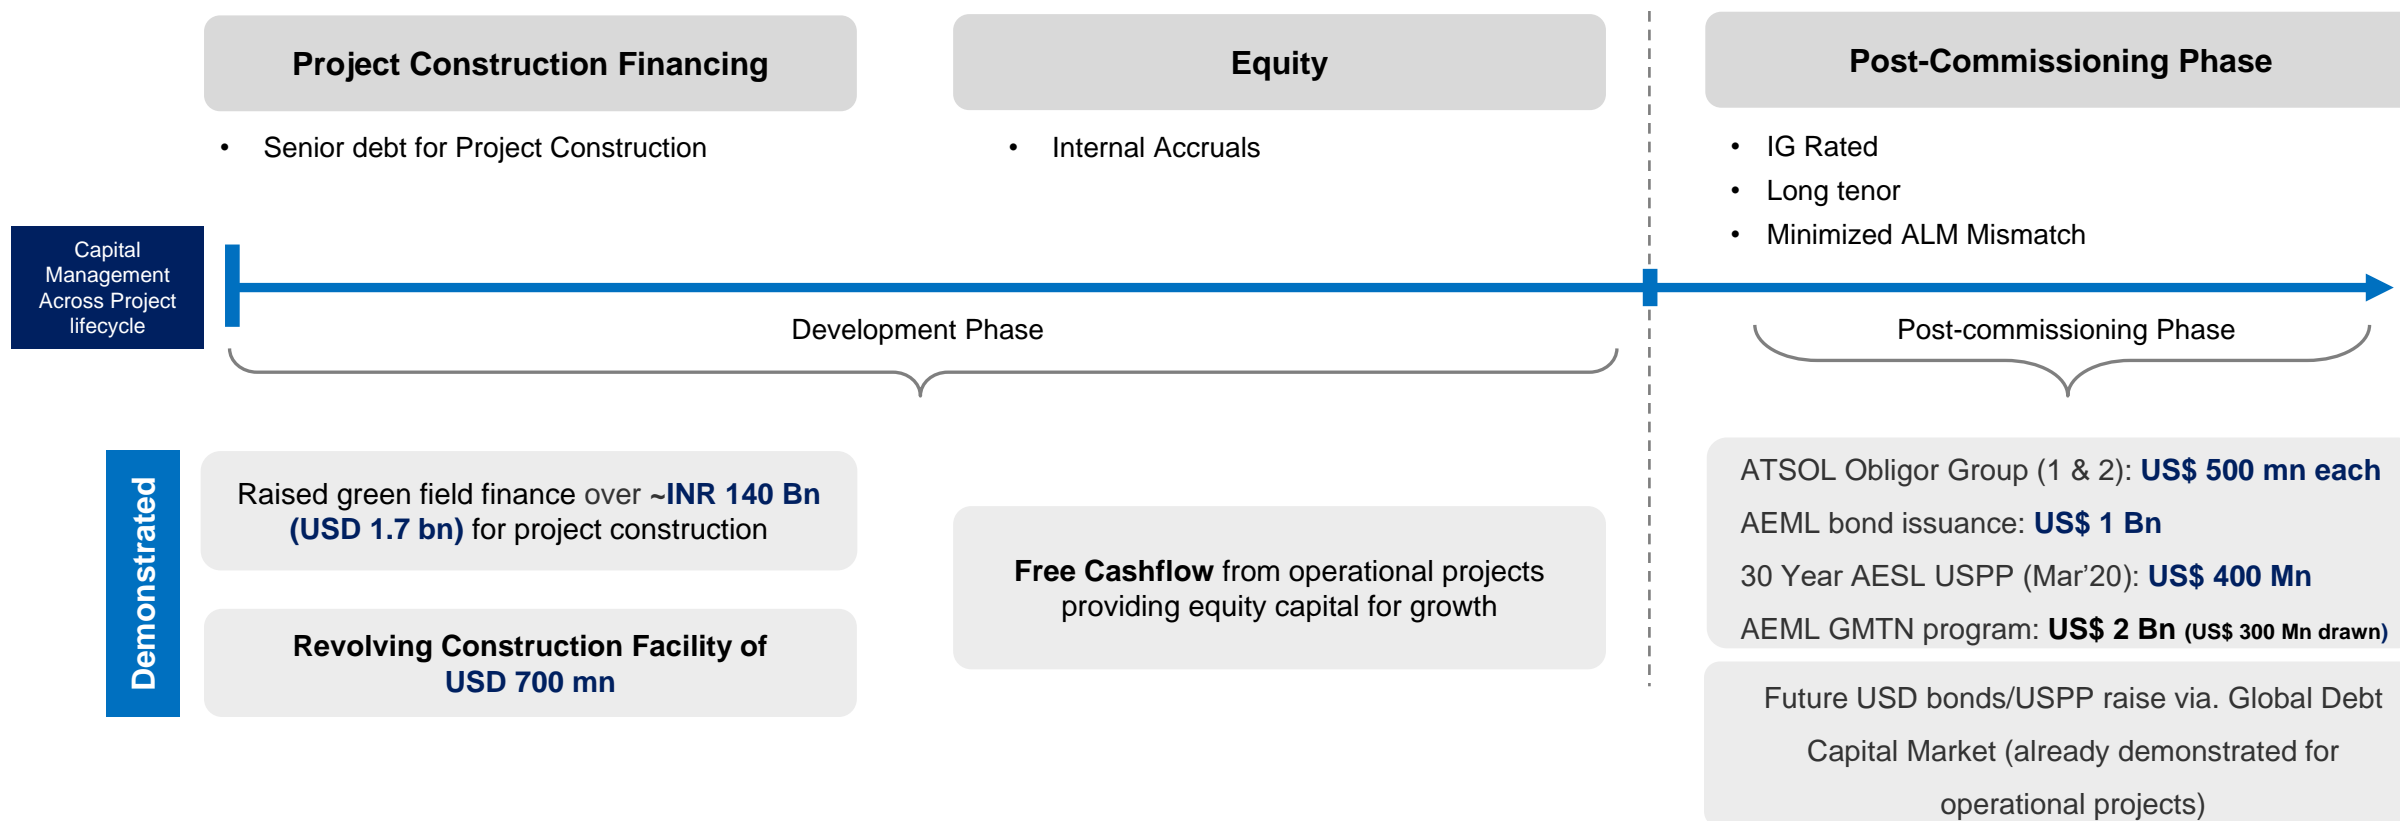 Project Construction Financing
Equity
Post-Commissioning Phase
• Senior debt for Project Construction
• Internal Accruals
• IG Rated
• Long tenor
• Minimized ALM Mismatch
Capital
Management
Across Project
lifecycle
Development Phase
Post-commissioning Phase
Demonstrated
Raised green field finance over ~INR 140 Bn
(USD 1.7 bn) for project construction
Revolving Construction Facility of
USD 700 mn
Free Cashflow from operational projects
providing equity capital for growth
ATSOL Obligor Group (1 & 2): US$ 500 mn each
AEML bond issuance: US$ 1 Bn
30 Year AESL USPP (Mar’20): US$ 400 Mn
AEML GMTN program: US$ 2 Bn (US$ 300 Mn drawn)
Future USD bonds/USPP raise via. Global Debt
Capital Market (already demonstrated for
operational projects)